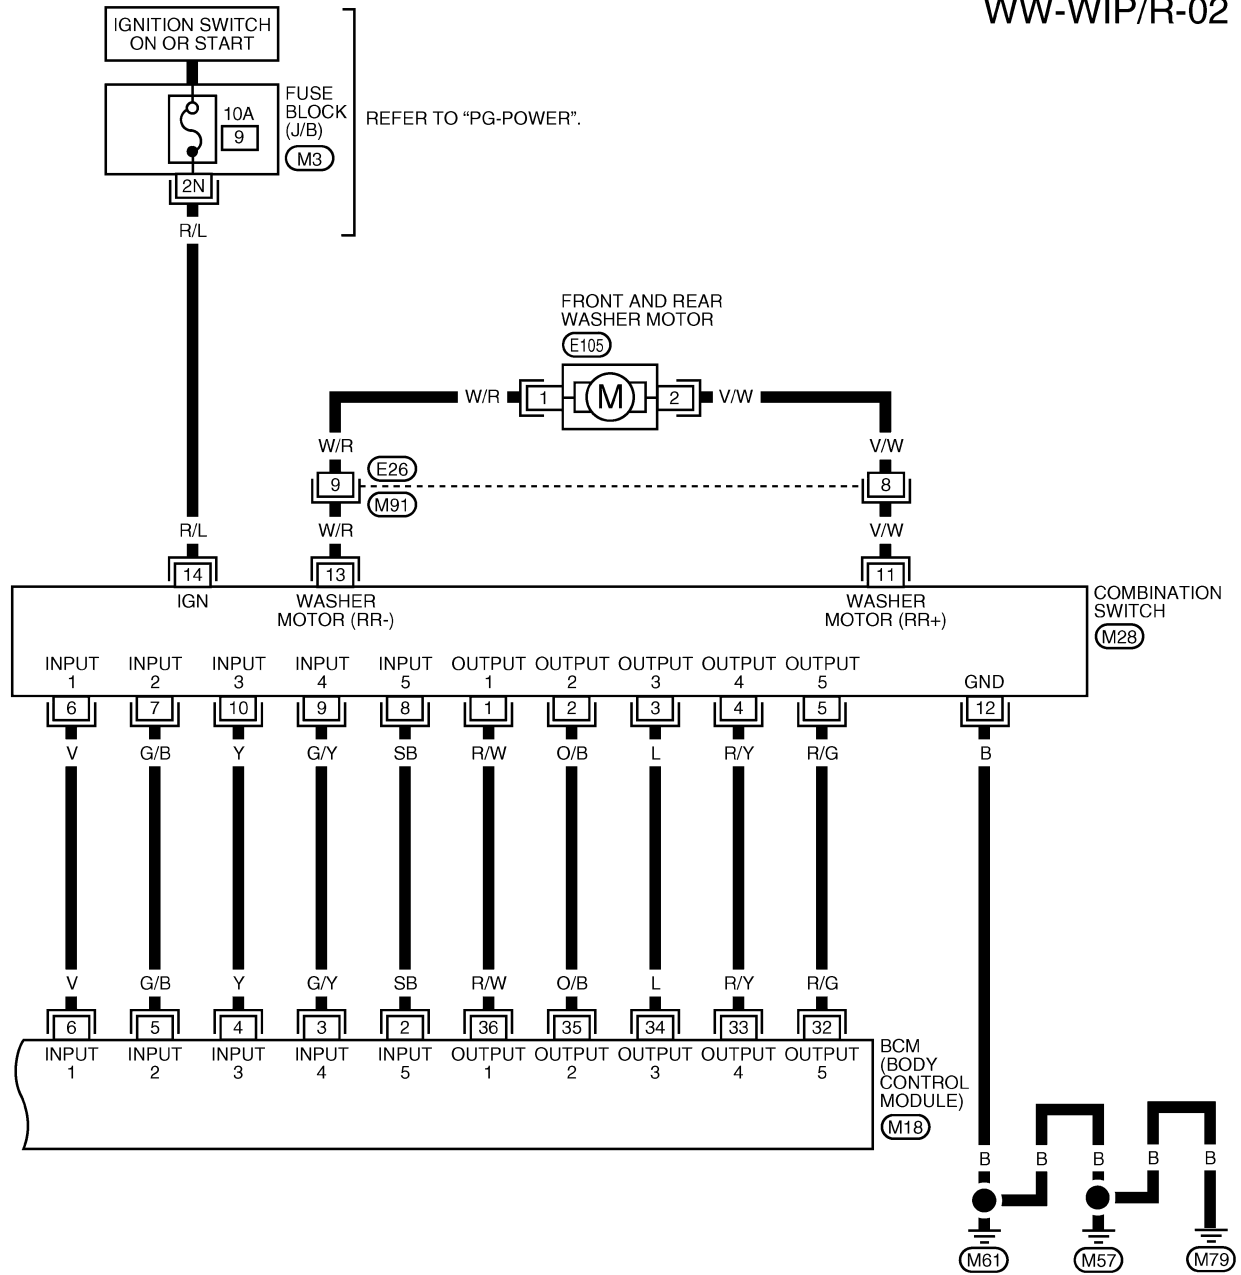 WW-WIP/R-02
IGNITION SWITCH
ON OR START
FUSE
BLOCK
(J/B)
M3
10A
9
REFER TO “PG-POWER”.
2N
R/L
FRONT AND REAR
WASHER MOTOR
E105
W/R
1
M
2
V/W
W/R
V/W
E26
9
8
M91
R/L
W/R
V/W
14
13
11
IGN
WASHER
MOTOR (RR-)
WASHER
MOTOR (RR+)
COMBINATION
SWITCH
M28
INPUT
1
INPUT
2
INPUT
3
INPUT
4
INPUT
5
OUTPUT
1
OUTPUT
2
OUTPUT
3
OUTPUT
4
OUTPUT
5
GND
6 7 10 9 8 1 2 3 4 5 12
V G/B Y G/Y SB R/W O/B L R/Y R/G B
V G/B Y G/Y SB R/W O/B L R/Y R/G
6 5 4 3 2 36 35 34 33 32
INPUT
1
INPUT
2
INPUT
3
INPUT
4
INPUT
5
OUTPUT
1
OUTPUT
2
OUTPUT
3
OUTPUT
4
OUTPUT
5
BCM
(BODY
CONTROL
MODULE)
M18
B B B B B
M61 M57 M79